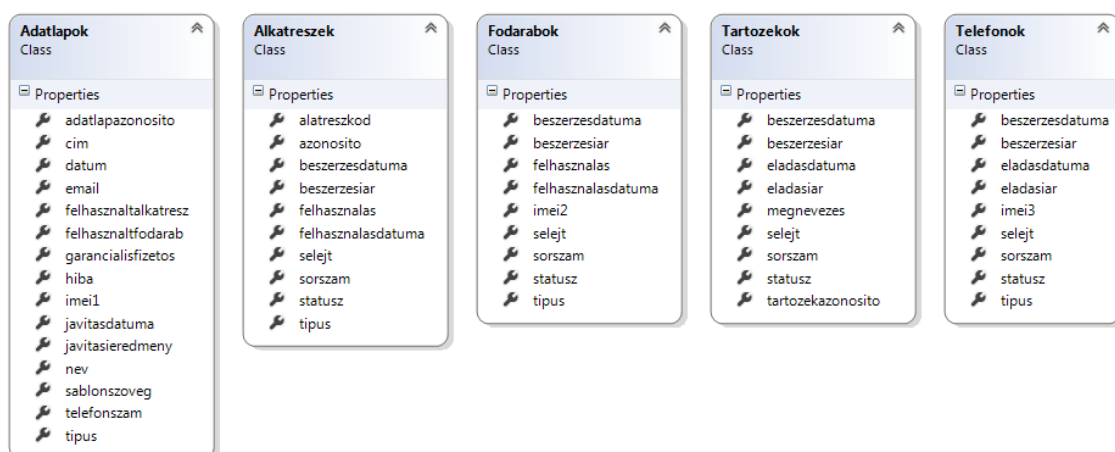 Adatlapok
Class
Properties
adatlapazonosito
cim
datum
email
felhasznaltalkatresz
felhasznaltfodarab
garancialisfizetos
hiba
imei1
javitasdatuma
javitasieredmeny
nev
sablonszoveg
telefonszam
tipus
Alkatreszek
Class
Properties
alatreszkod
azonosito
beszerzesdatuma
beszerzesiar
felhasznalas
felhasznalasdatuma
selejt
sorszam
statusz
tipus
Fodarabok
Class
Properties
beszerzesdatuma
beszerzesiar
felhasznalas
felhasznalasdatuma
imei2
selejt
sorszam
statusz
tipus
Tartozekok
Class
Properties
beszerzesdatuma
beszerzesiar
eladasdatuma
eladasiar
megnevezes
selejt
sorszam
statusz
tartozekazonosito
Telefonok
Class
Properties
beszerzesdatuma
beszerzesiar
eladasdatuma
eladasiar
imei3
selejt
sorszam
statusz
tipus